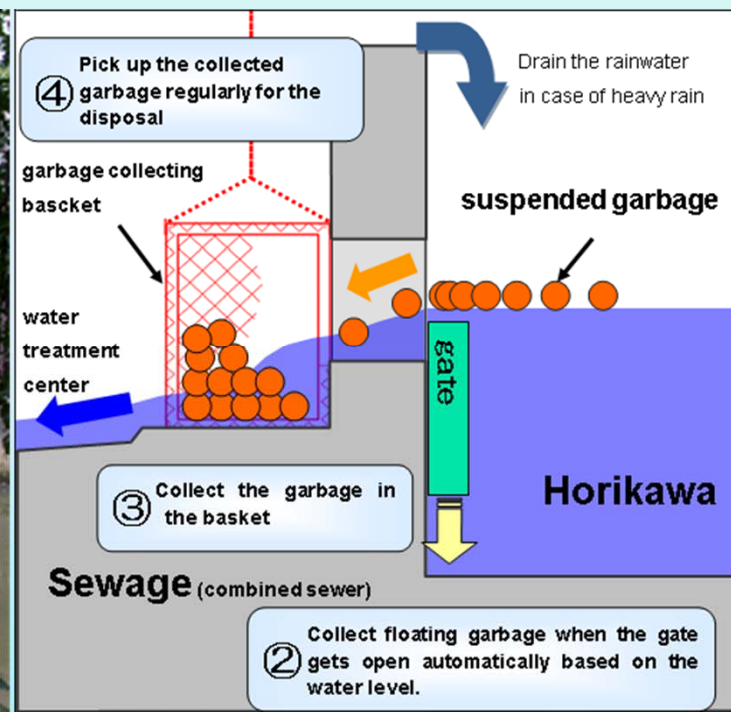 ④ Pick up the collected
garbage regularly for the
disposal
Drain the rainwater
in case of heavy rain
garbage collecting
bascket
suspended garbage
water
treatment
center
gate
③ Collect the garbage in
the basket
Horikawa
Sewage (combined sewer)
② Collect floating garbage when the gate
gets open automatically based on the
water level.